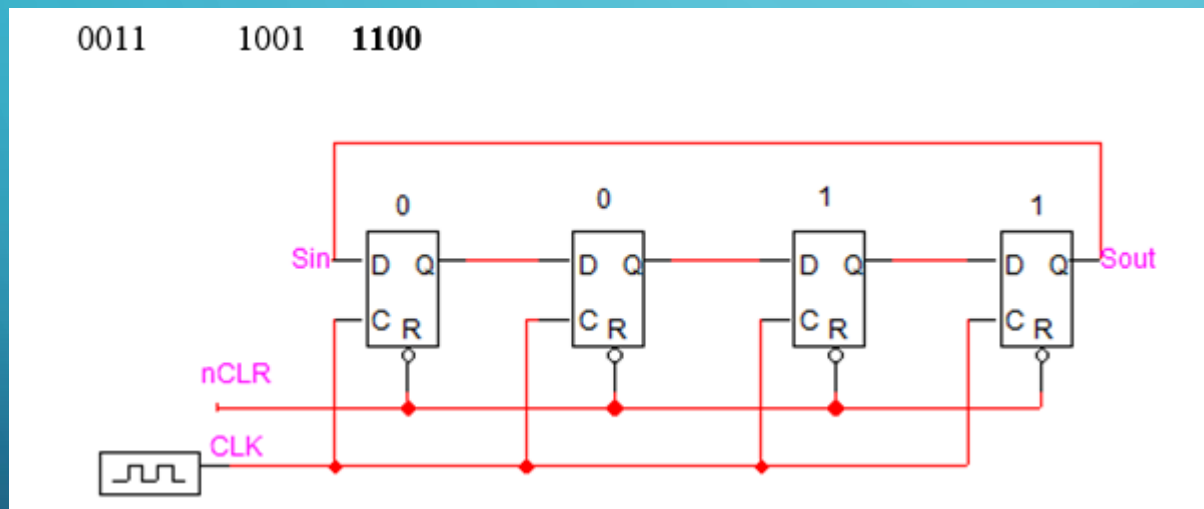 0011 1001 1100
0 0 1 1
Sin D Q D Q D Q D Q Sout
C R C R C R C R
nCLR
CLK